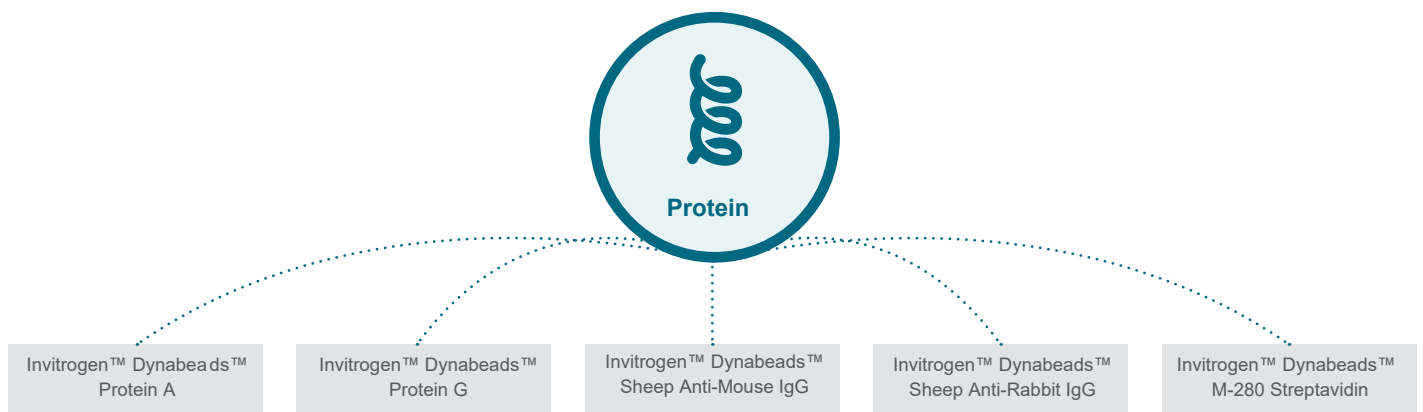 Protein
Invitrogen™ Dynabeads™
Protein A
Invitrogen™ Dynabeads™
Protein G
Invitrogen™ Dynabeads™
Sheep Anti-Mouse IgG
Invitrogen™ Dynabeads™
Sheep Anti-Rabbit IgG
Invitrogen™ Dynabeads™
M-280 Streptavidin